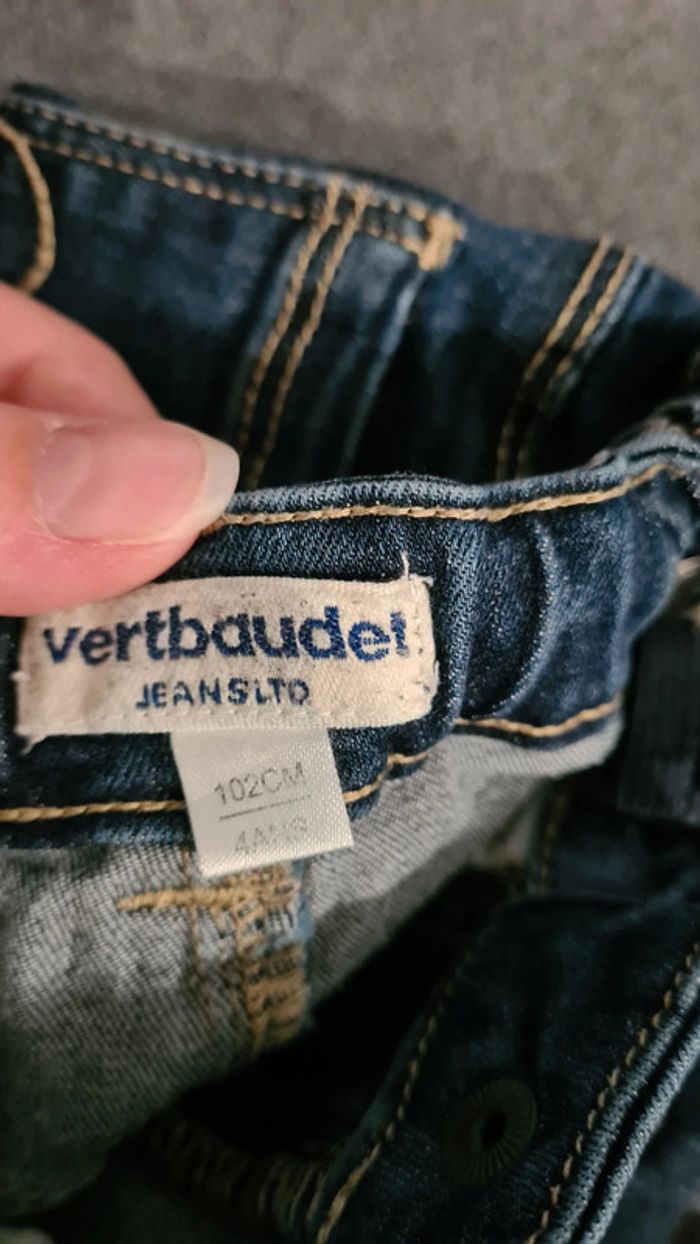 vertbaudet
JEANS LTD
102CM
4ANS